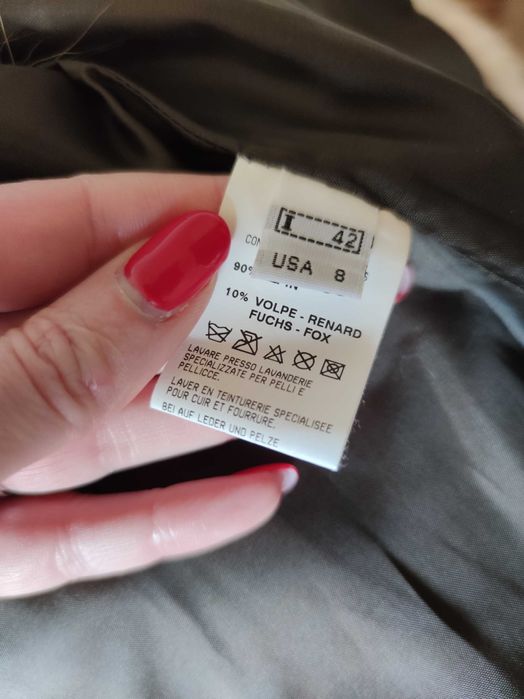 I 42
USA 8
10% VOLPE - RENARD
FUCHS - FOX
LAVARE PRESSO LAVANDERIE
SPECIALIZZATE PER PELLI E
PELLICCE.
LAVER EN TEINTURERIE SPECIALISEE
POUR CUIR ET FOURRURE.
BEI AUF LEDER UND PELZE